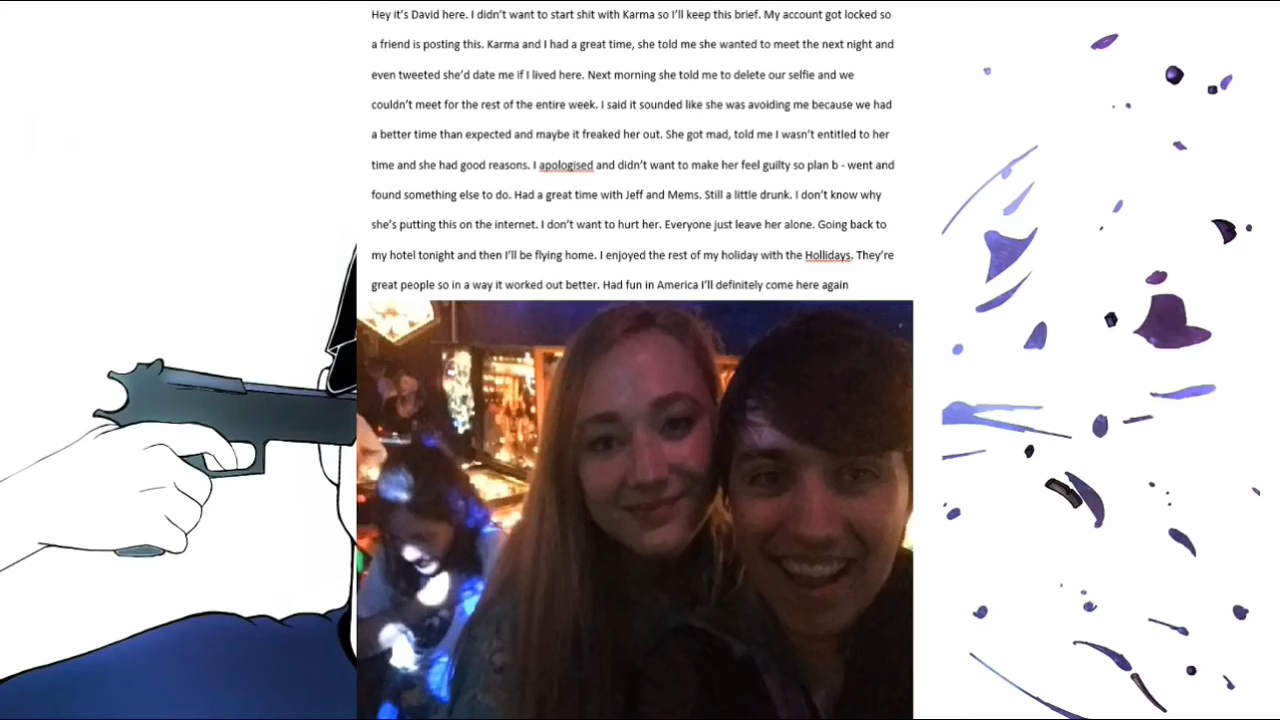 Hey it’s David here. I didn’t want to start shit with Karma so I’ll keep this brief. My account got locked so
a friend is posting this. Karma and I had a great time, she told me she wanted to meet the next night and
even tweeted she’d date me if I lived here. Next morning she told me to delete our selfie and we
couldn’t meet for the rest of the entire week. I said it sounded like she was avoiding me because we had
a better time than expected and maybe it freaked her out. She got mad, told me I wasn’t entitled to her
time and she had good reasons. I apologised and didn’t want to make her feel guilty so plan b - went and
found something else to do. Had a great time with Jeff and Mems. Still a little drunk. I don’t know why
she’s putting this on the internet. I don’t want to hurt her. Everyone just leave her alone. Going back to
my hotel tonight and then I’ll be flying home. I enjoyed the rest of my holiday with the Hollidays. They’re
great people so in a way it worked out better. Had fun in America I’ll definitely come here again